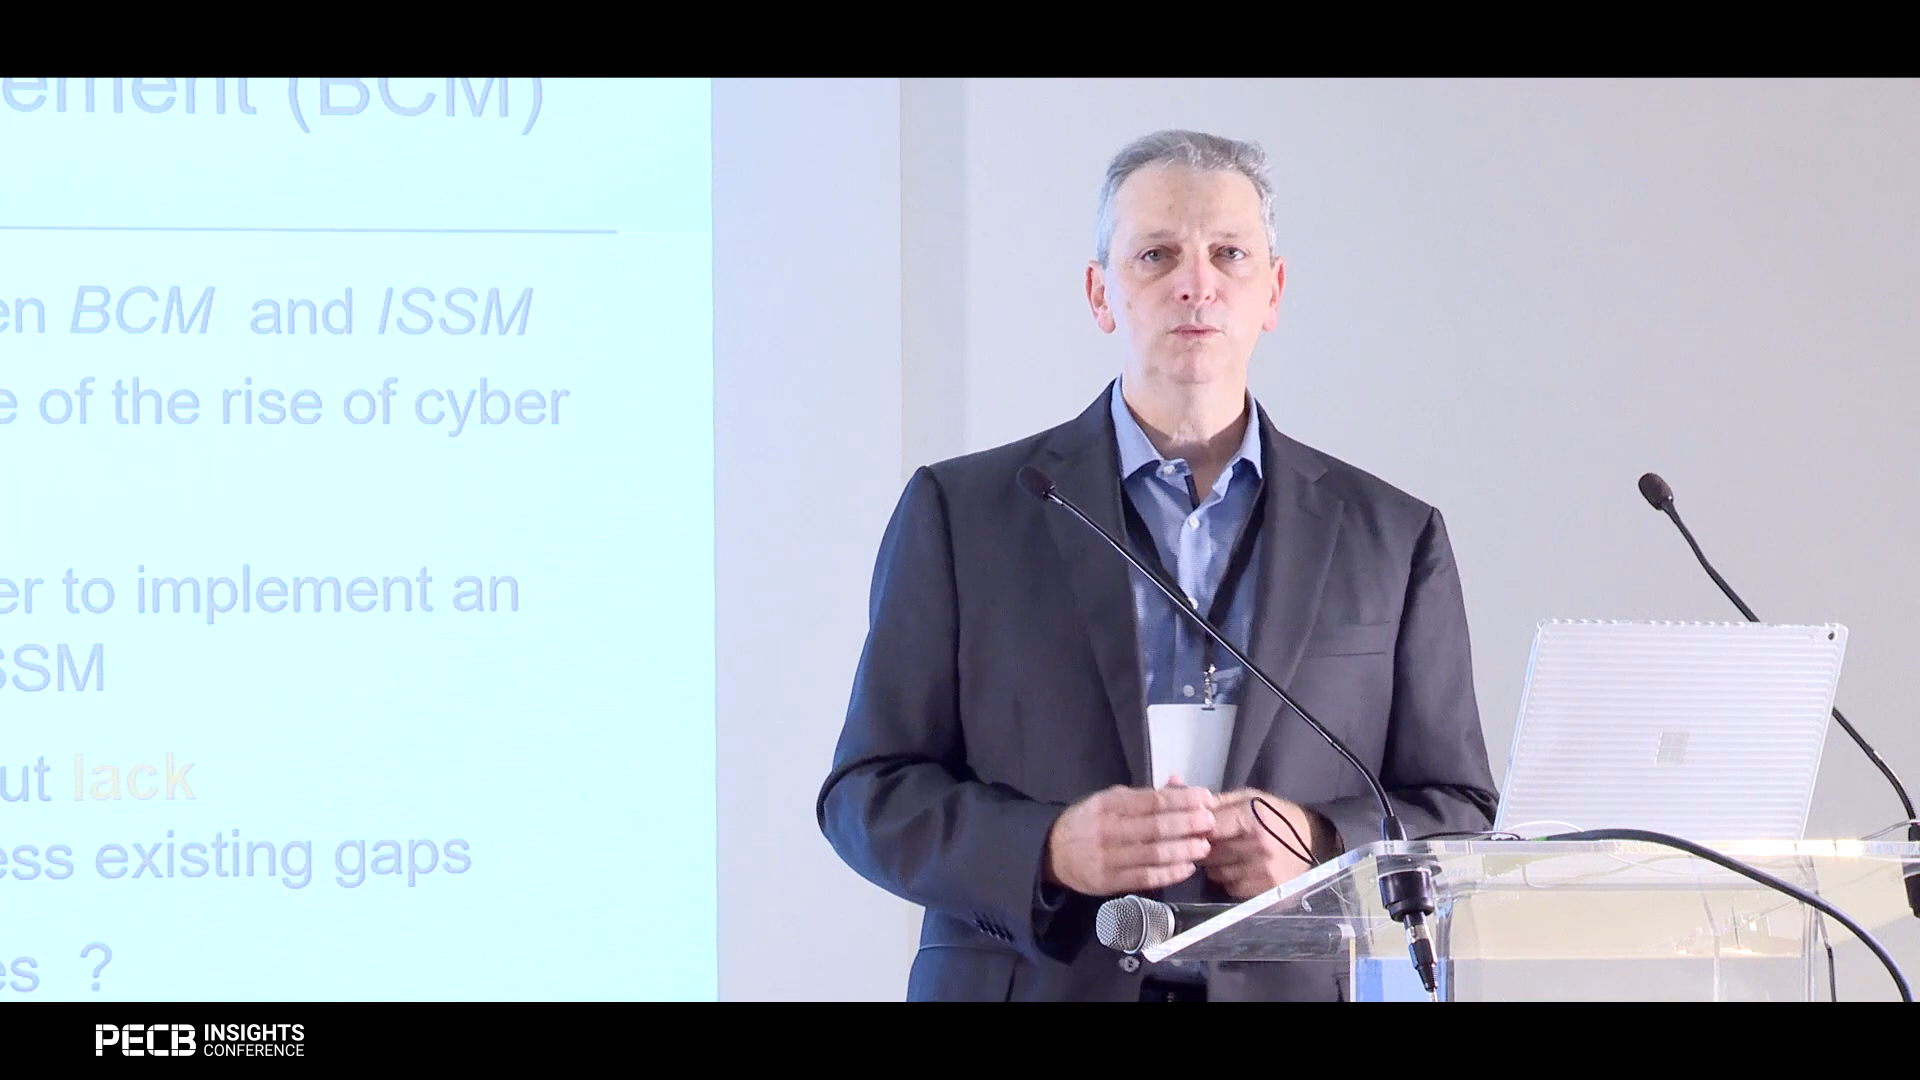 ement (BCM)
en BCM and ISSM
e of the rise of cyber
er to implement an
SSM
ut lack
ess existing gaps
es ?
PECB INSIGHTS
CONFERENCE